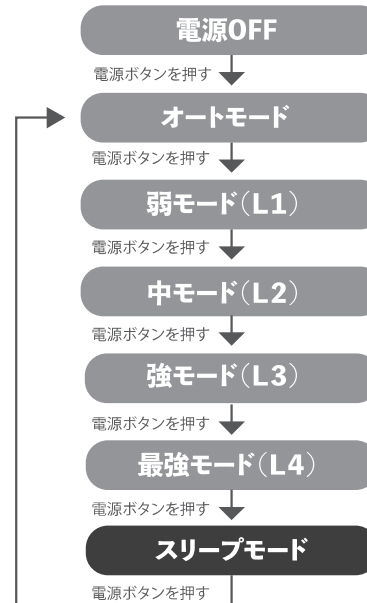 電源OFF
電源ボタンを押す
オートモード
電源ボタンを押す
弱モード（L1）
電源ボタンを押す
中モード（L2）
電源ボタンを押す
強モード（L3）
電源ボタンを押す
最強モード（L4）
電源ボタンを押す
スリープモード
電源ボタンを押す